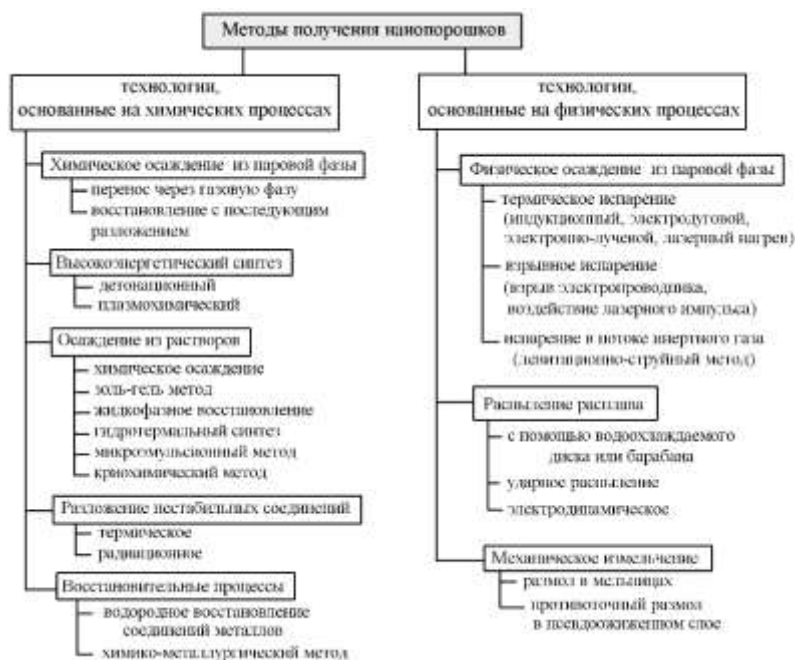 Методы получения нанопорошков
технологии,
основанные на химических процессах
Химическое осаждение из паровой фазы
перенос через газовую фазу
восстановление с последующим
разложением
Высокоэнергетический синтез
детонационный
плазмохимический
Осаждение из растворов
химическое осаждение
золь-гель метод
жидкофазное восстановление
гидротермальный синтез
микроэмульсионный метод
криохимический метод
Разложение нестабильных соединений
термическое
радиационное
Восстановительные процессы
водородное восстановление
соединений металлов
химико-металлургический метод
технологии,
основанные на физических процессах
Физическое осаждение из паровой фазы
термическое испарение
(индукционный, электродуговой,
электронно-лучевой, лазерный нагрев)
взрывное испарение
(взрыв электропроводника,
воздействие лазерного импульса)
испарение в потоке инертного газа
(левитационно-струйный метод)
Распыление расплава
с помощью водоохлаждаемого
диска или барабана
ударное распыление
электродинамическое
Механическое измельчение
размол в мельницах
противоточный размол
в псевдоожиженном слое